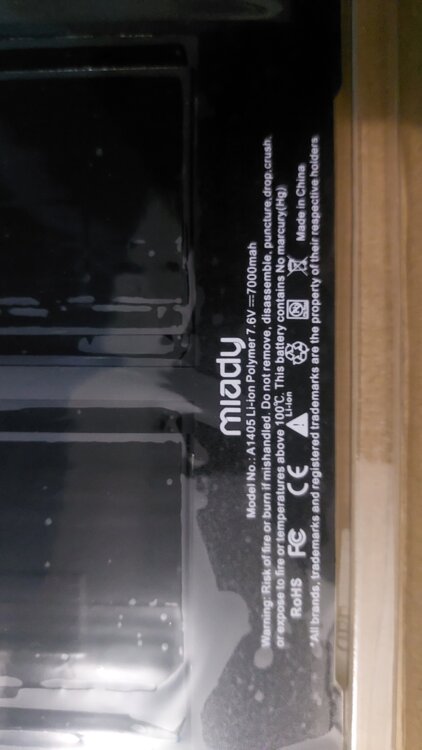 miady
Model No.: A1405 Li-ion Polymer 7.6V ⎓7000mah
Warning: Risk of fire or burn if mishandled. Do not remove, disassemble, puncture, drop, crush,
or expose to fire or temperatures above 100℃. This battery contains No marcury(Hg)
RoHS FC CE Li-ion Made in China
*All brands, trademarks and registered trademarks are the property of their respective holders